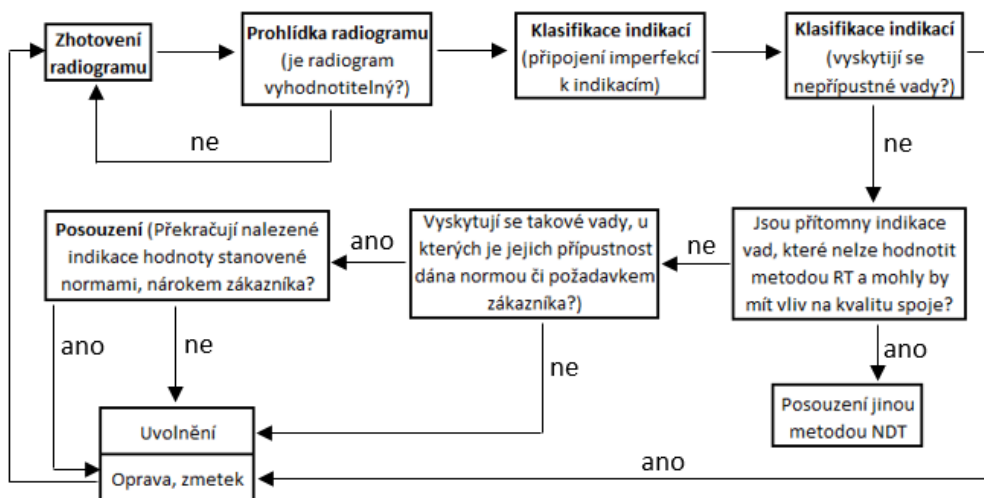 Zhotovení
radiogramu
Prohlídka radiogramu
(je radiogram
vyhodnotitelný?)
Klasifikace indikací
(připojení imperfekcí
k indikacím)
Klasifikace indikací
(vyskytijí se
nepřípustné vady?)
ne
ne
Posouzení (Překračují nalezené
indikace hodnoty stanovené
normami, nárokem zákazníka?
ano
Vyskytují se takové vady, u
kterých je jejich přípustnost
dána normou či požadavkem
zákazníka?)
ne
Jsou přítomny indikace
vad, které nelze hodnotit
metodou RT a mohly by
mít vliv na kvalitu spoje?
ano
ne
ne
ano
Posouzení jinou
metodou NDT
Uvolnění
Oprava, zmetek
ano